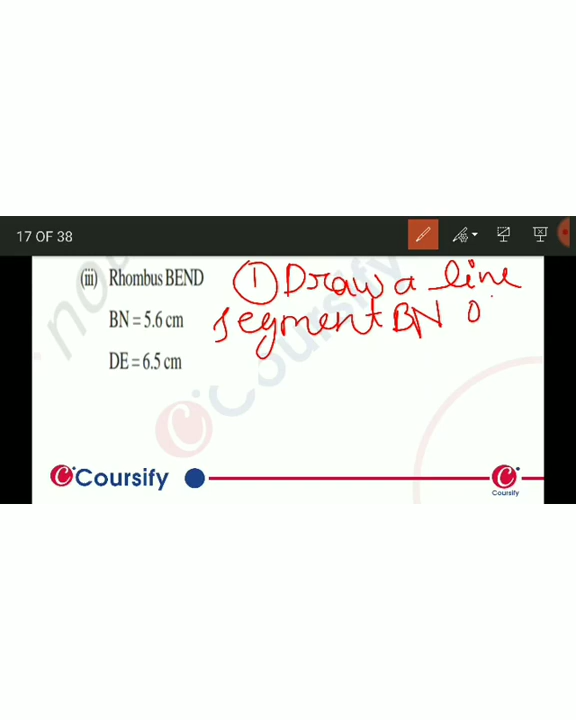 17 OF 38
(iii) Rhombus BEND ① Draw a line
BN = 5.6 cm segment BN o
DE = 6.5 cm
Coursify
Coursify
Coursify